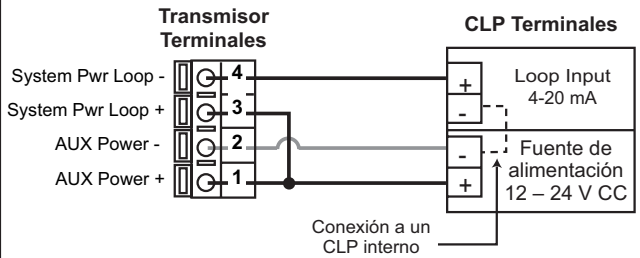 Transmisor
Terminales
CLP Terminales
System Pwr Loop -
4
+
Loop Input
4-20 mA
System Pwr Loop +
3
-
AUX Power -
2
-
Fuente de
alimentación
12 – 24 V CC
AUX Power +
1
+
Conexión a un
CLP interno